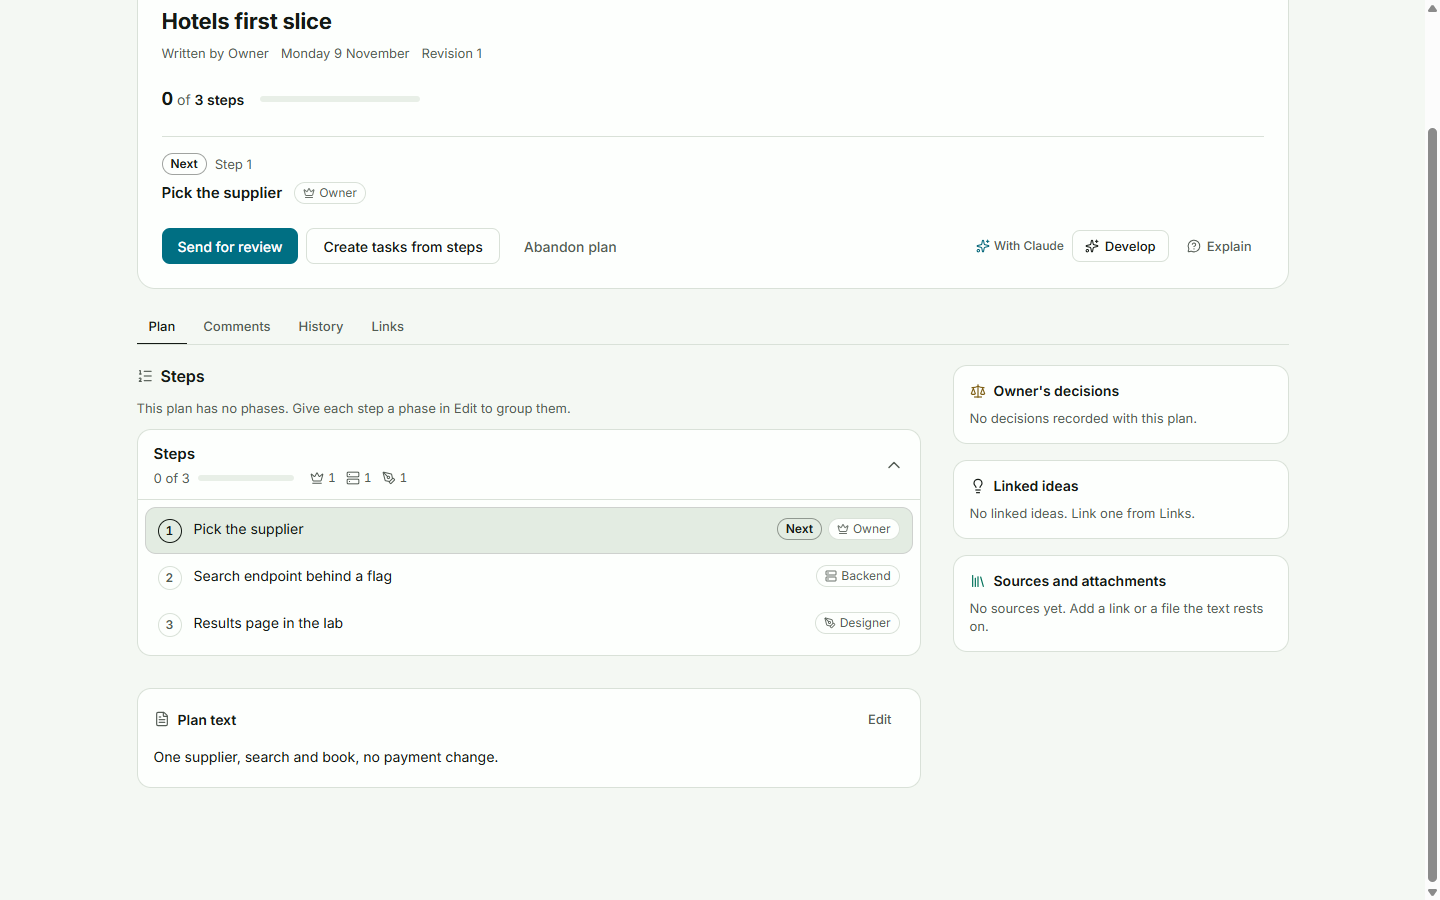 Hotels first slice
Written by Owner Monday 9 November Revision 1
0 of 3 steps
Next Step 1
Pick the supplier Owner
Send for review Create tasks from steps Abandon plan With Claude Develop Explain
Plan Comments History Links
Steps
This plan has no phases. Give each step a phase in Edit to group them.
Steps
0 of 3 1 1 1
1 Pick the supplier Next Owner
2 Search endpoint behind a flag Backend
3 Results page in the lab Designer
Plan text Edit
One supplier, search and book, no payment change.
Owner's decisions
No decisions recorded with this plan.
Linked ideas
No linked ideas. Link one from Links.
Sources and attachments
No sources yet. Add a link or a file the text rests
on.